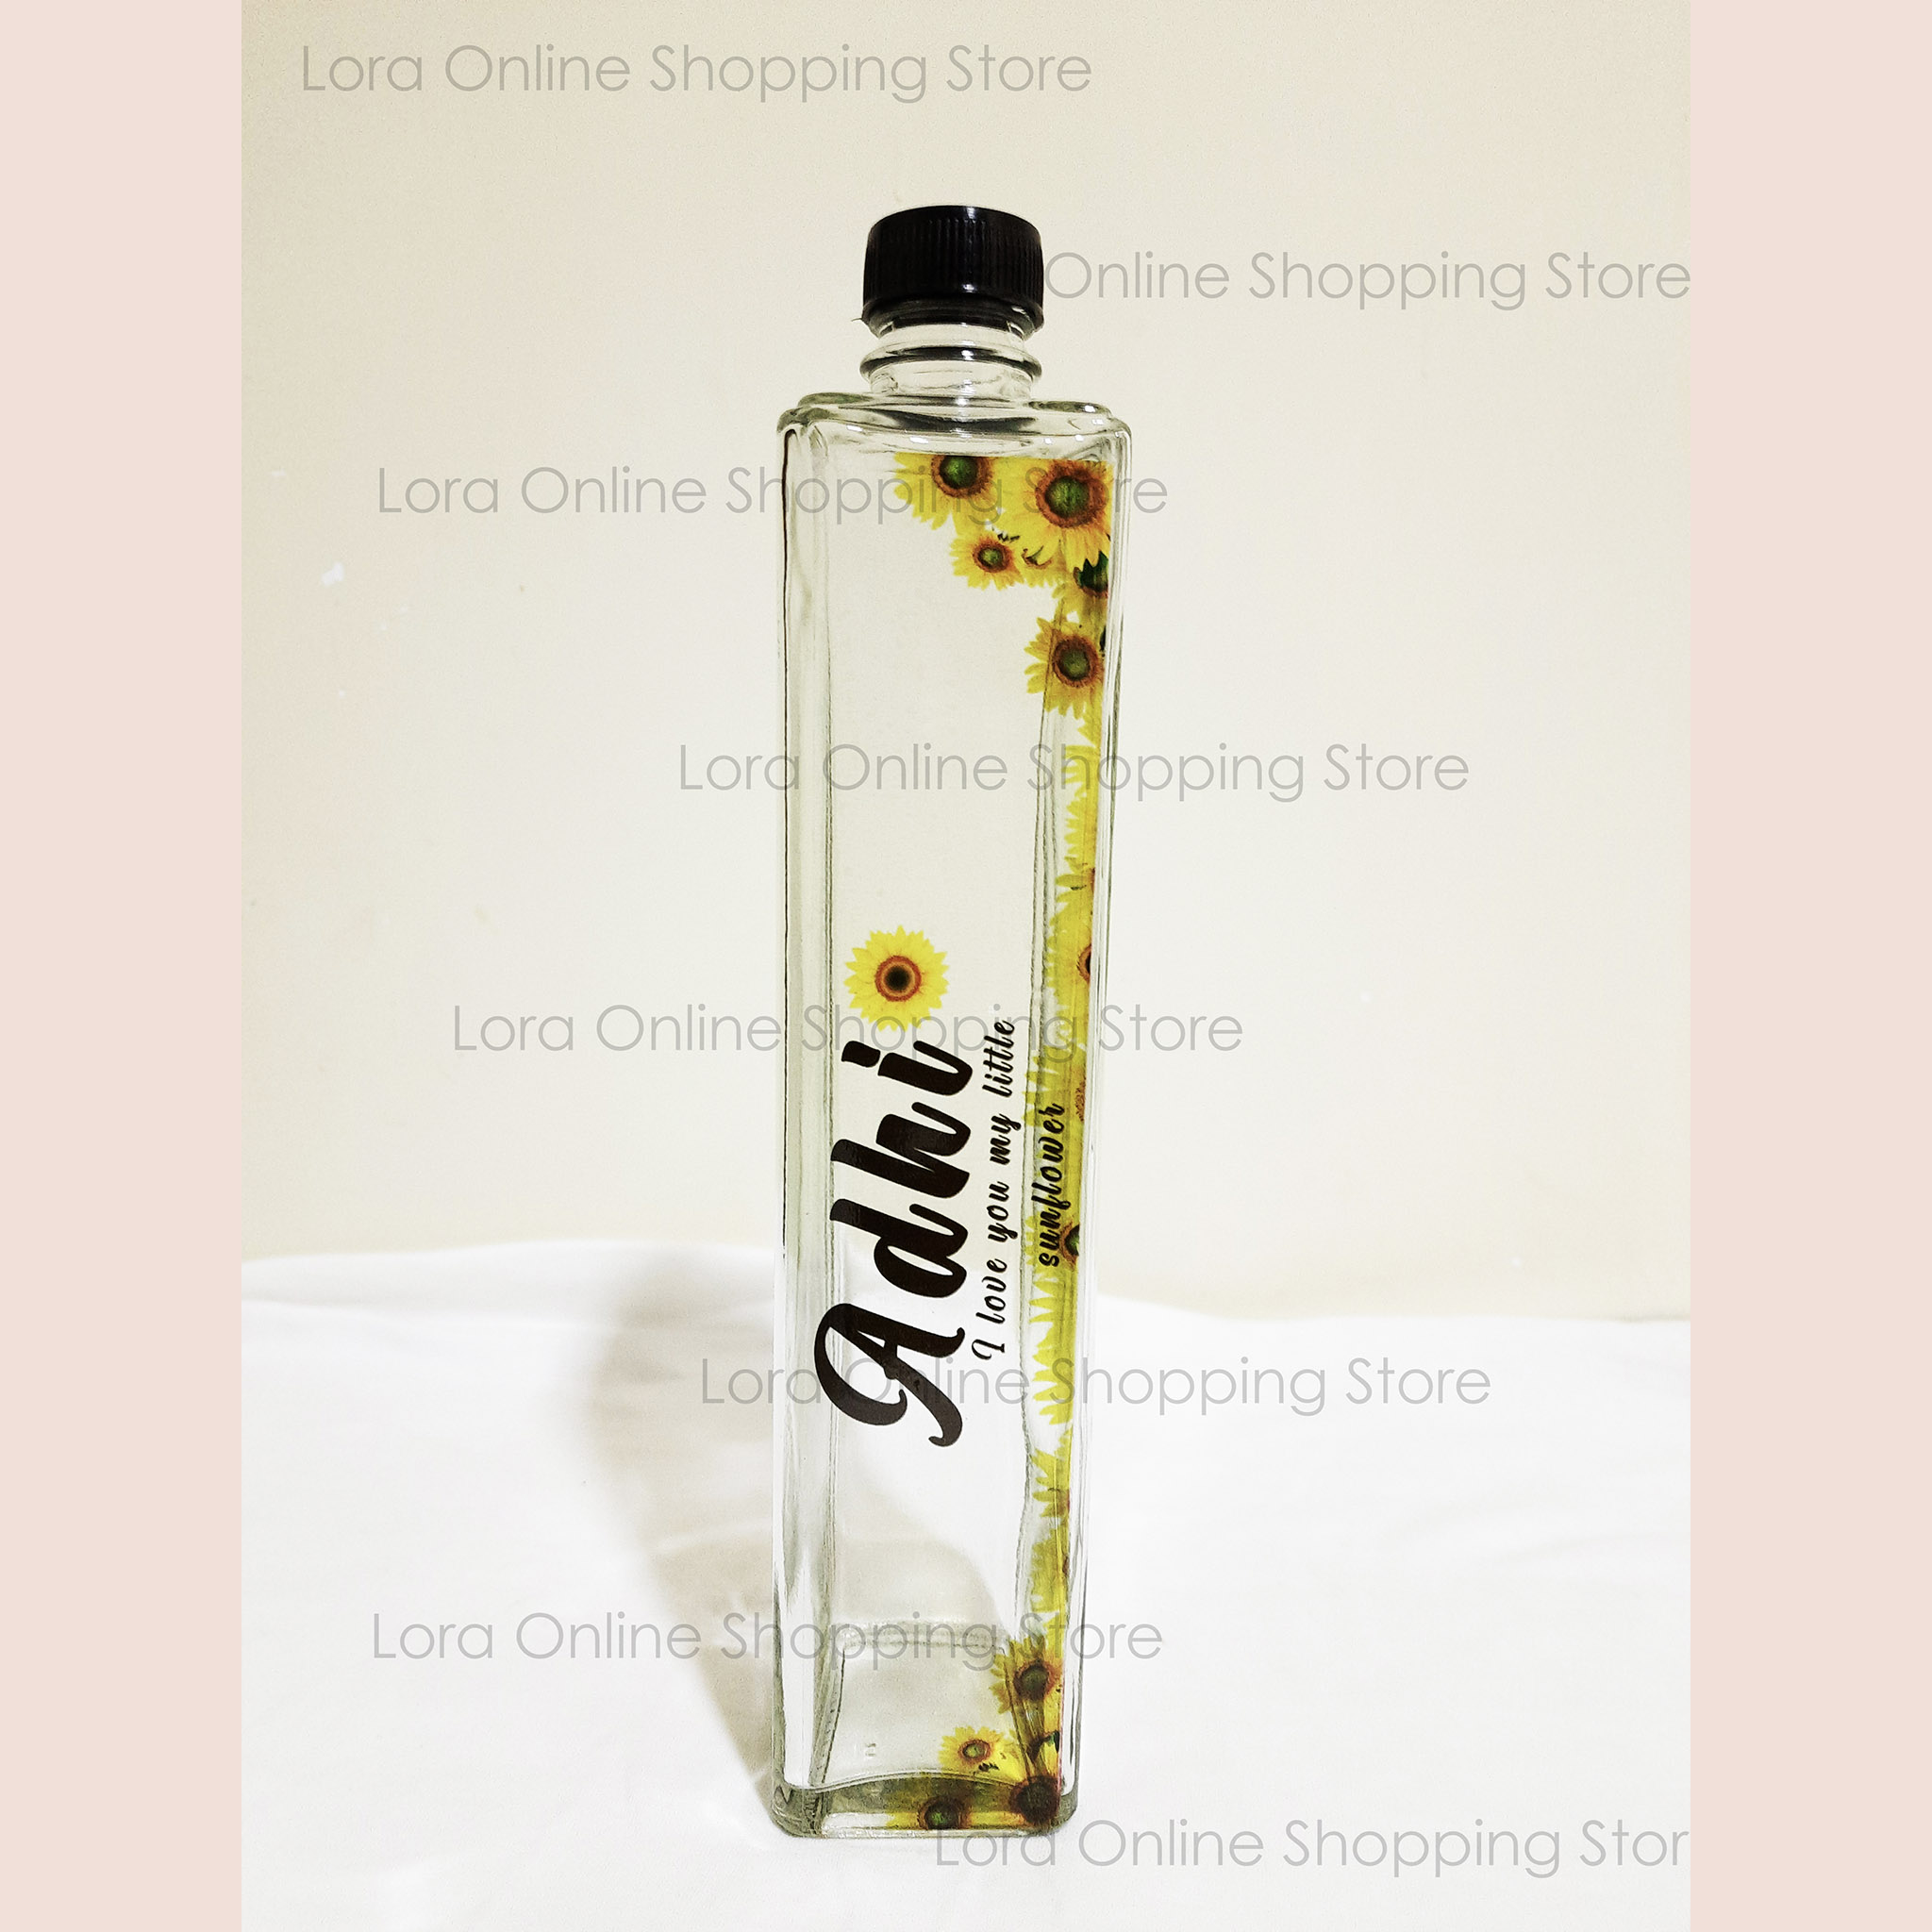 Lora Online Shopping Store
Online Shopping Store
Lora Online Shopping Store
Lora Online Shopping Store
Lora Online Shopping Store
Adhi
I love you my little
sunflower
Lora Online Shopping Store
Lora Online Shopping Store
Lora Online Shopping Stor